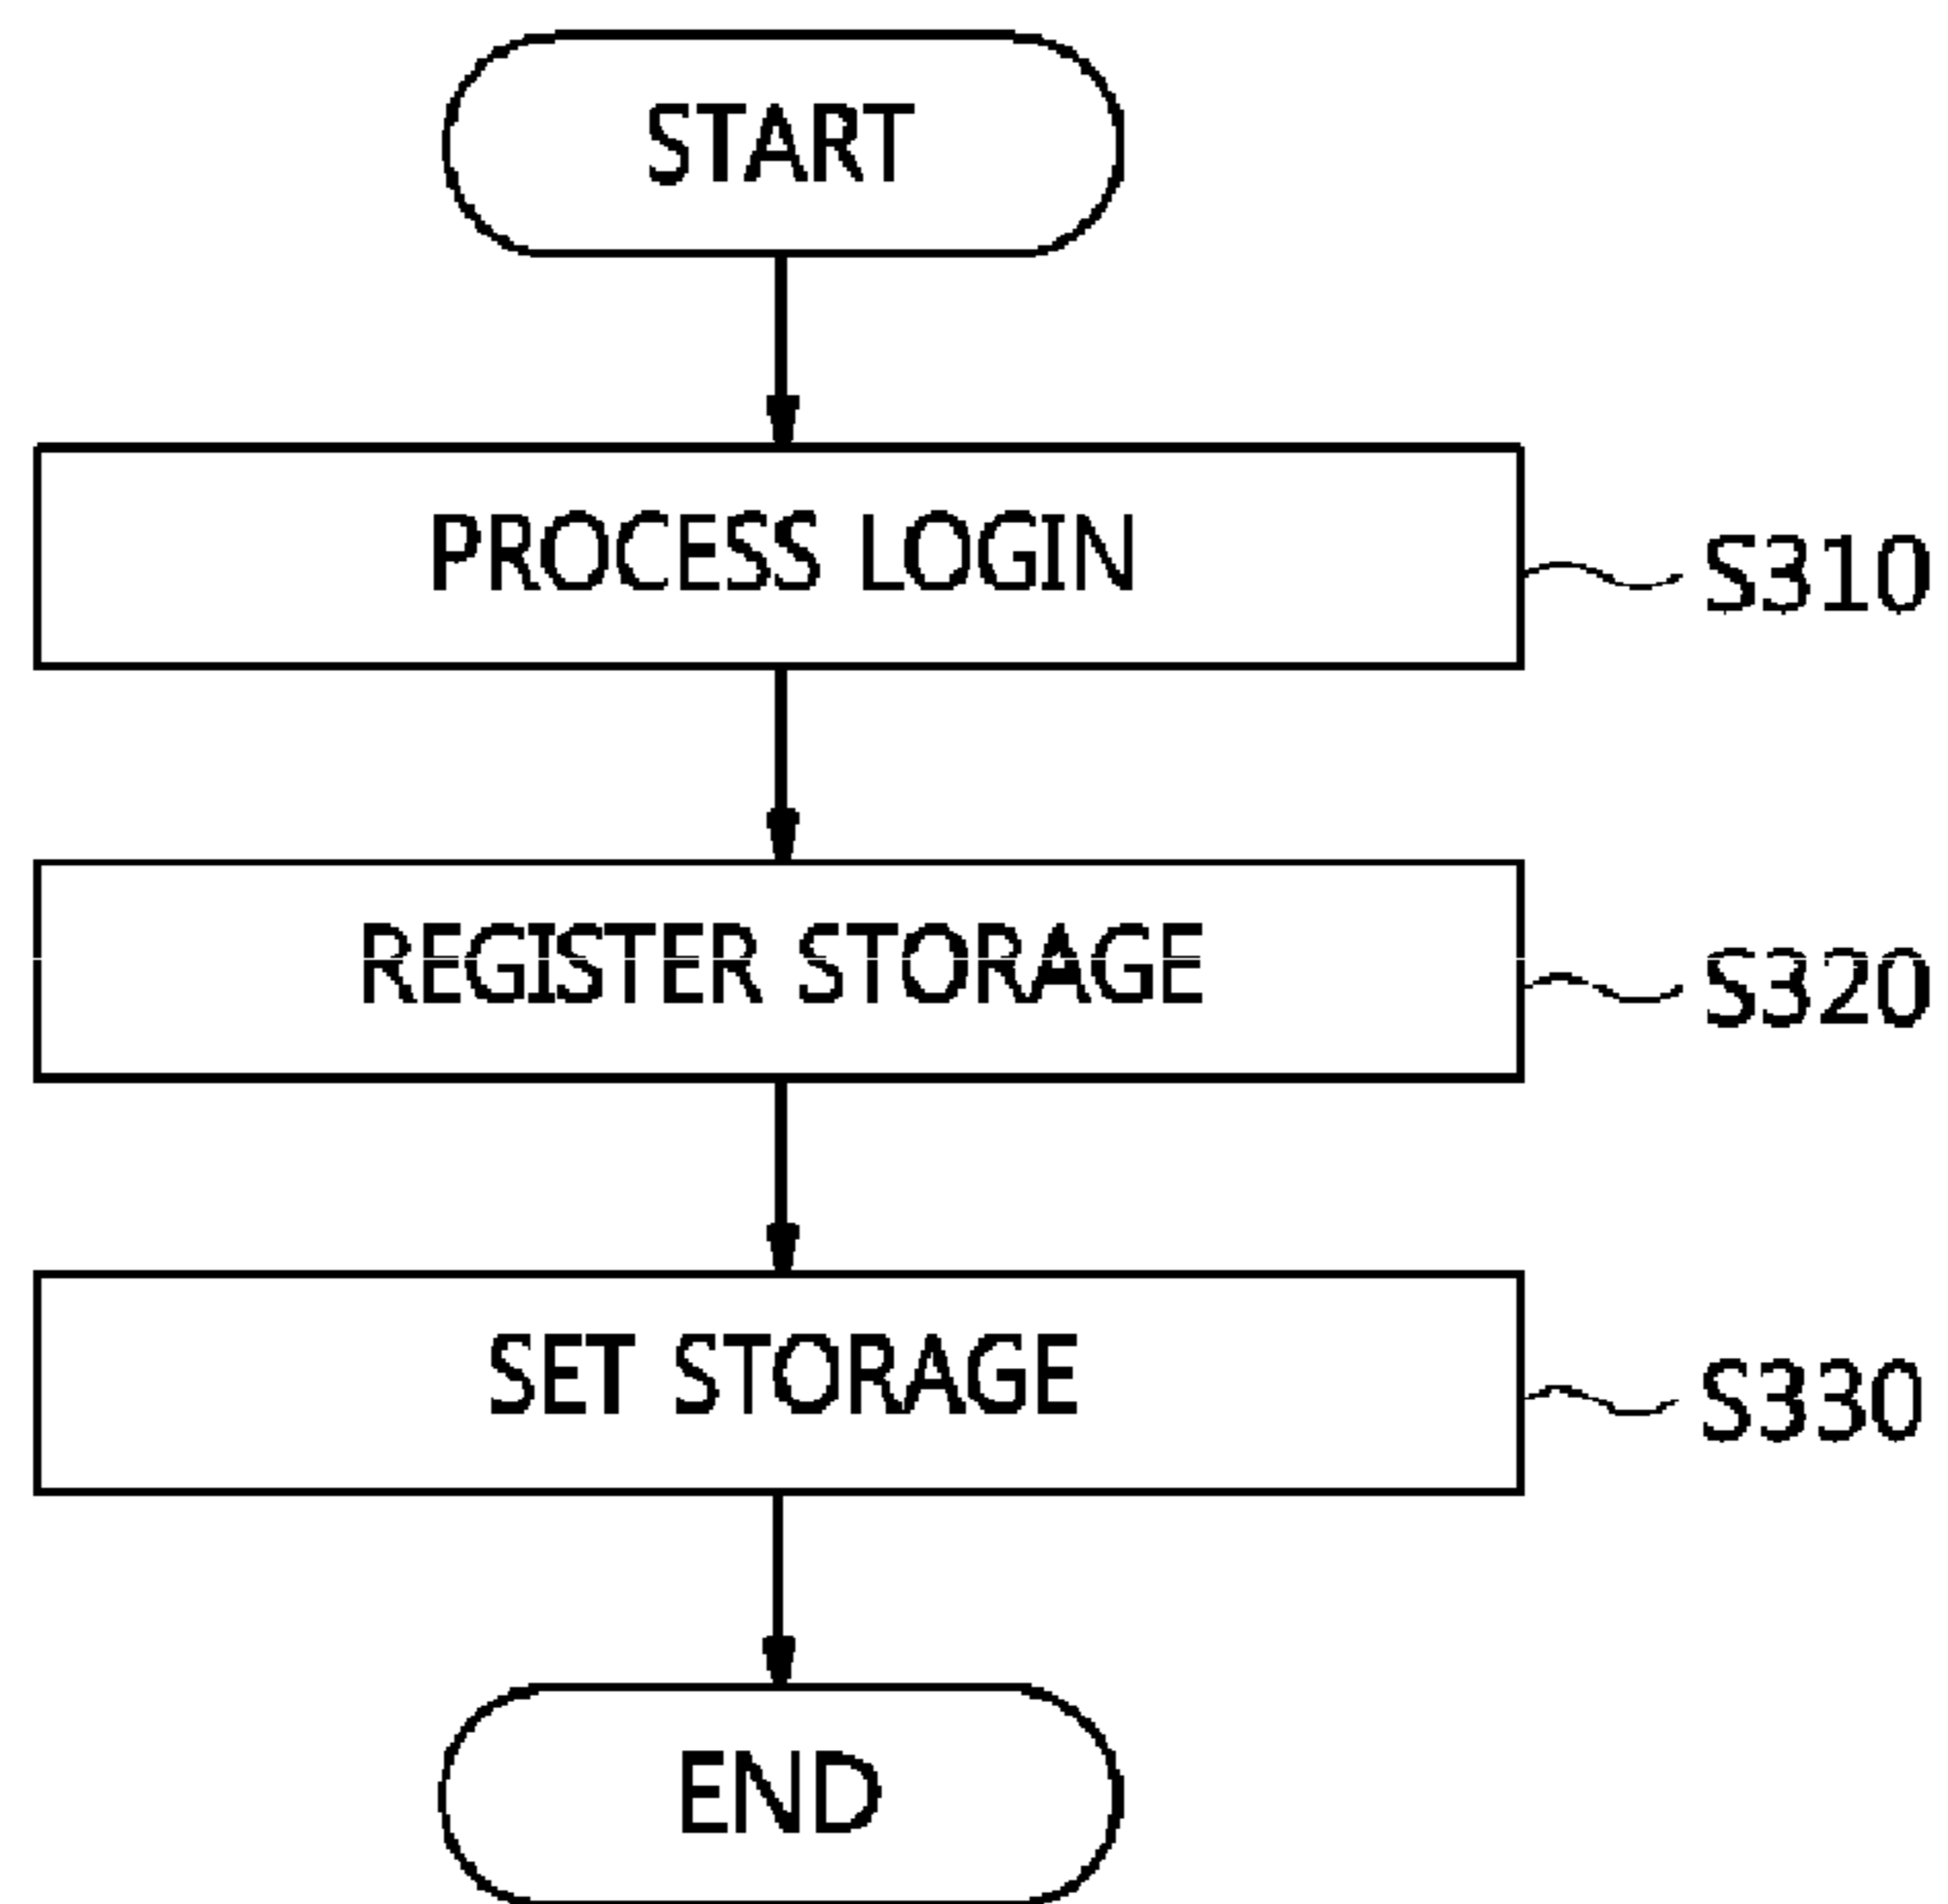 START
PROCESS LOGIN
S310
REGISTER STORAGE
S320
SET STORAGE
S330
END